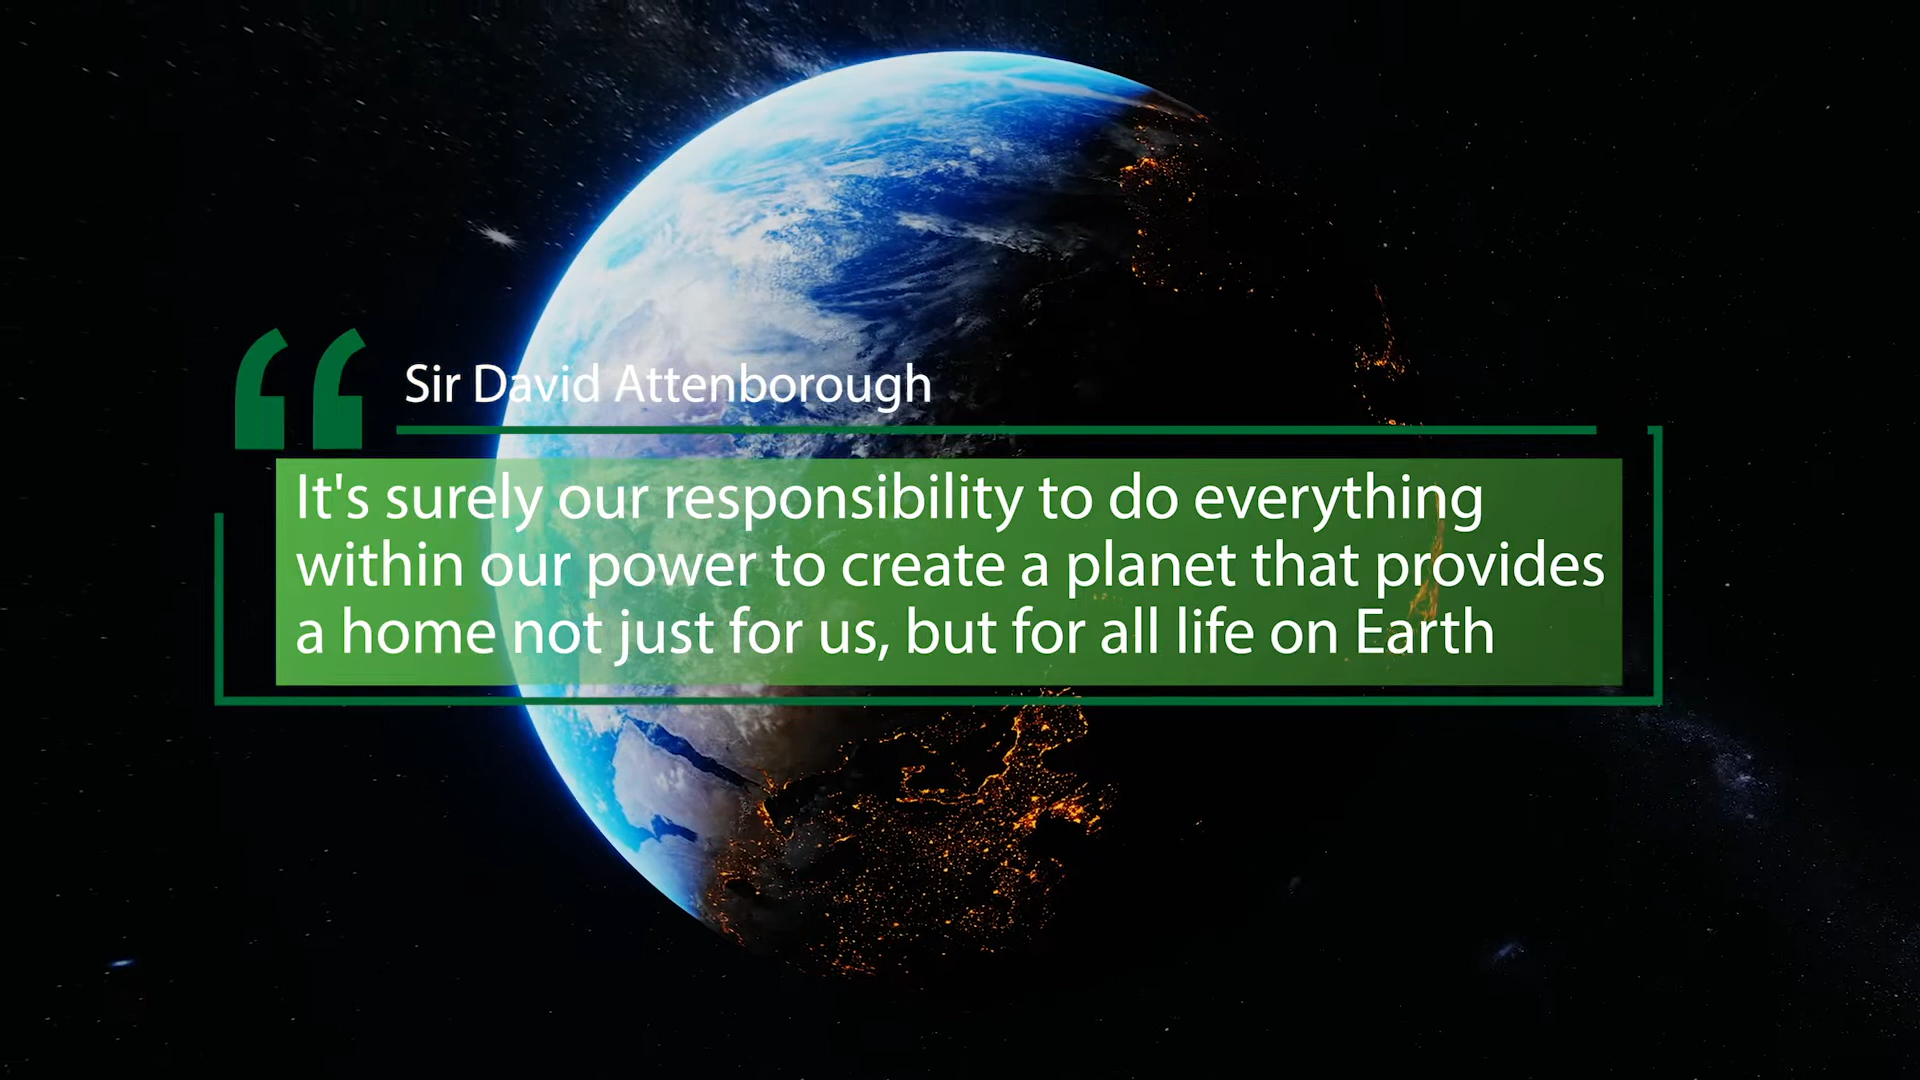 Sir David Attenborough
It's surely our responsibility to do everything
within our power to create a planet that provides
a home not just for us, but for all life on Earth